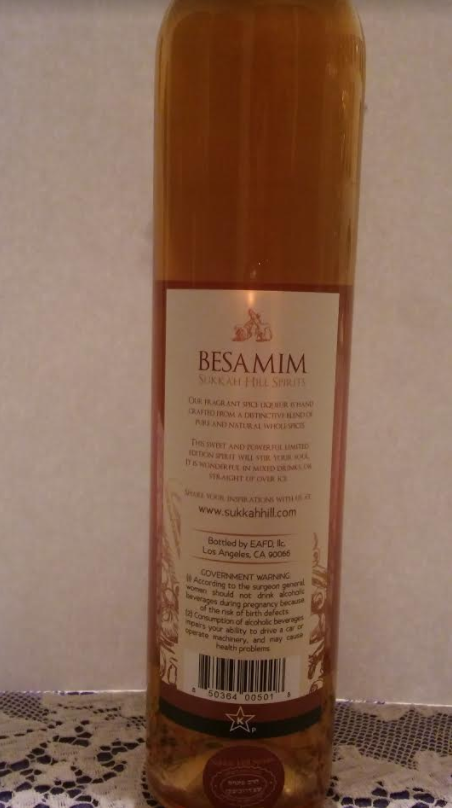 BESAMIM
SUKKAH HILL SPIRITS
OUR FRAGRANT SPICE LIQUEUR IS HAND
CRAFTED FROM A DISTINCTIVE BLEND OF
PURE AND NATURAL WHOLE SPICES.
THIS SWEET AND POWERFUL LIMITED
EDITION SPIRIT WILL STIR YOUR SOUL.
IT IS WONDERFUL IN MIXED DRINKS, OR
STRAIGHT UP OVER ICE
SHARE YOUR INSPIRATIONS WITH US AT
www.sukkahhill.com
Bottled by EAFD, llc.
Los Angeles, CA 90066
GOVERNMENT WARNING
(1) According to the surgeon general,
women should not drink alcoholic
beverages during pregnancy because
of the risk of birth defects.
(2) Consumption of alcoholic beverages
impairs your ability to drive a car or
operate machinery, and may cause
health problems
8 50364 00501 8
K
P